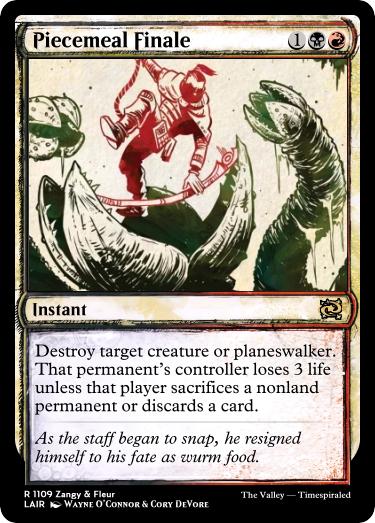 Piecemeal Finale 1
Instant
Destroy target creature or planeswalker.
That permanent's controller loses 3 life
unless that player sacrifices a nonland
permanent or discards a card.
As the staff began to snap, he resigned
himself to his fate as wurm food.
R 1109 Zangy & Fleur
The Valley — Timespiraled
LAIR Wayne O'Connor & Cory DeVore